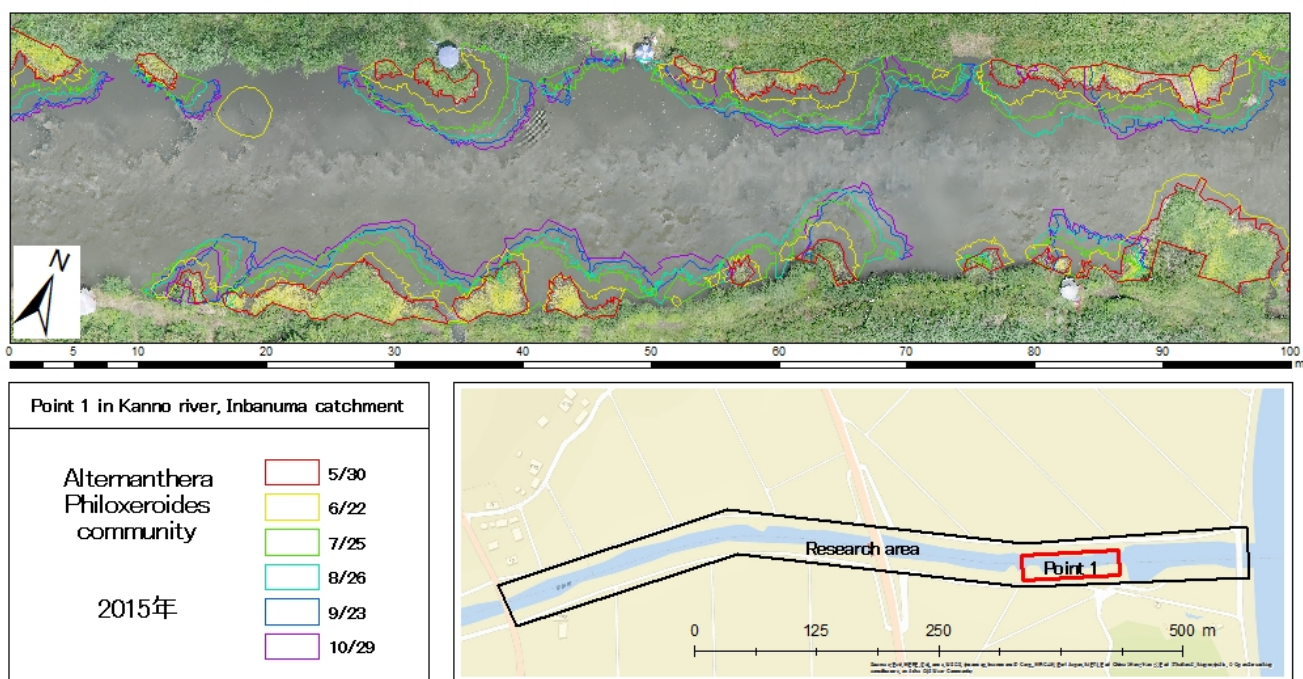 N
0 5 10 20 30 40 50 60 70 80 90 100
m
Point 1 in Kanno river, Inbanuma catchment
Alternanthera
Philoxeroides
community
2015年
5/30
6/22
7/25
8/26
9/23
10/29
Research area
Point 1
0 125 250 500 m